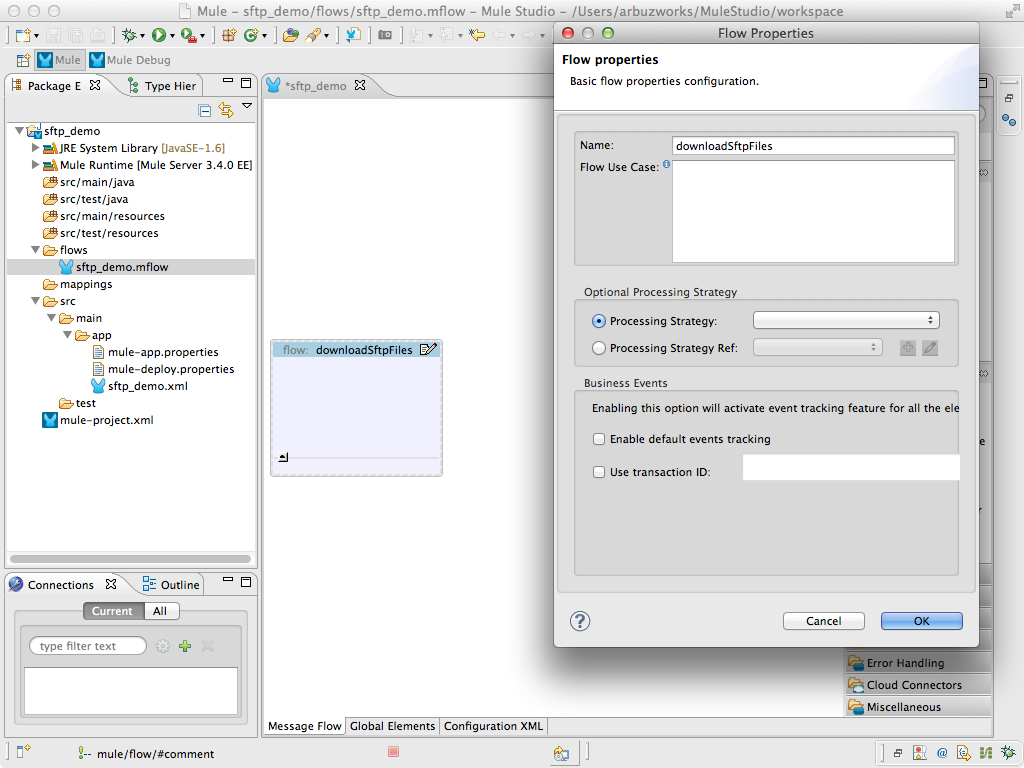 Mule – sftp_demo/flows/sftp_demo.mflow – Mule Studio – /Users/arbuzworks/MuleStudio/workspace
Mule
Mule Debug
Package E
Type Hier
sftp_demo
JRE System Library [JavaSE-1.6]
Mule Runtime [Mule Server 3.4.0 EE]
src/main/java
src/test/java
src/main/resources
src/test/resources
flows
sftp_demo.mflow
mappings
src
main
app
mule-app.properties
mule-deploy.properties
sftp_demo.xml
test
mule-project.xml
Connections
Outline
Current
All
type filter text
*sftp_demo
flow: downloadSftpFiles
Message Flow
Global Elements
Configuration XML
Flow Properties
Flow properties
Basic flow properties configuration.
Name: downloadSftpFiles
Flow Use Case:
Optional Processing Strategy
Processing Strategy:
Processing Strategy Ref:
Business Events
Enabling this option will activate event tracking feature for all the ele
Enable default events tracking
Use transaction ID:
?
Cancel
OK
Error Handling
Cloud Connectors
Miscellaneous
mule/flow/#comment